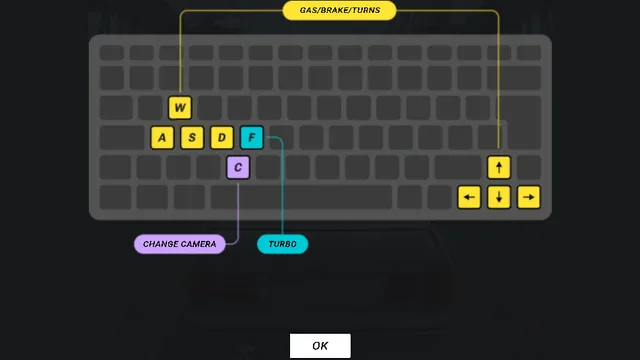 GAS/BRAKE/TURNS
W
A S D F
C ↑
← ↓ →
CHANGE CAMERA TURBO
OK